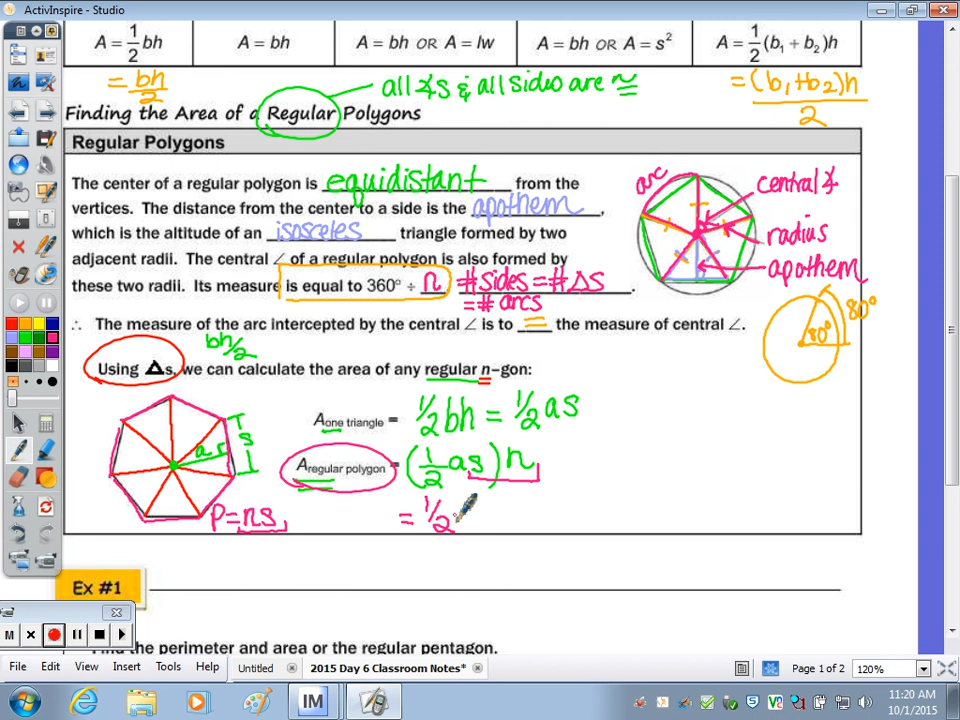 ActivInspire - Studio
A = 1/2 bh
A = bh
A = bh OR A = lw
A = bh OR A = s²
A = 1/2 (b₁ + b₂)h
= bh/2
all ∡s & all sides are ≅
= (b₁+b₂)h/2
Finding the Area of a Regular Polygons
Regular Polygons
The center of a regular polygon is equidistant from the
vertices. The distance from the center to a side is the apothem,
which is the altitude of an isosceles triangle formed by two
adjacent radii. The central ∠ of a regular polygon is also formed by
these two radii. Its measure is equal to 360° ÷ n #sides = #Δs.
= # arcs
arc
central ∡
radius
apothem
∴ The measure of the arc intercepted by the central ∠ is to = the measure of central ∠.
80°
80°
bh/2
Using Δs, we can calculate the area of any regular n-gon:
A one triangle = 1/2 bh = 1/2 as
a
s
A regular polygon = (1/2 as) n
P = ns
= 1/2
Ex #1
Find the perimeter and area or the regular pentagon.
M
File Edit View Insert Tools Help
Untitled
2015 Day 6 Classroom Notes*
Page 1 of 2
120%
IM
11:20 AM
10/1/2015